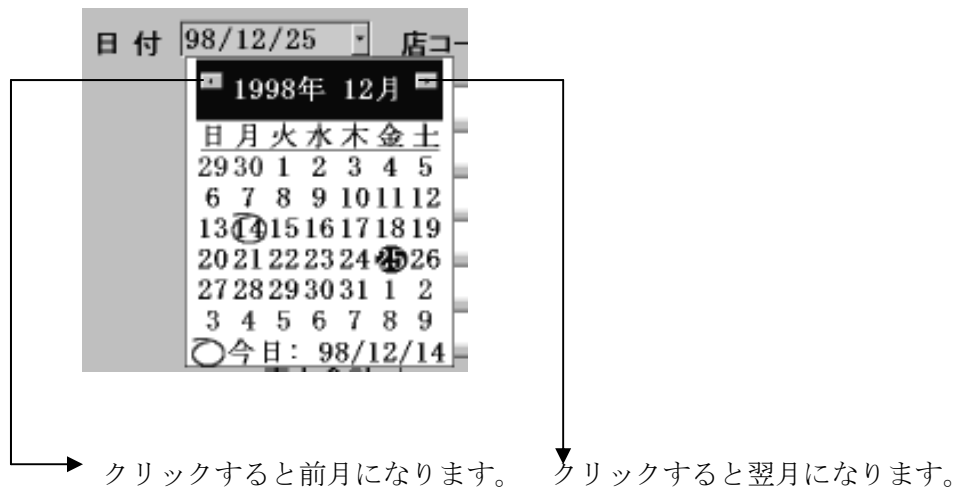 日 付 98/12/25 店コー
1998年 12月
日 月 火 水 木 金 土
29 30 1 2 3 4 5
6 7 8 9 10 11 12
13 14 15 16 17 18 19
20 21 22 23 24 25 26
27 28 29 30 31 1 2
3 4 5 6 7 8 9
今日: 98/12/14
クリックすると前月になります。 クリックすると翌月になります。